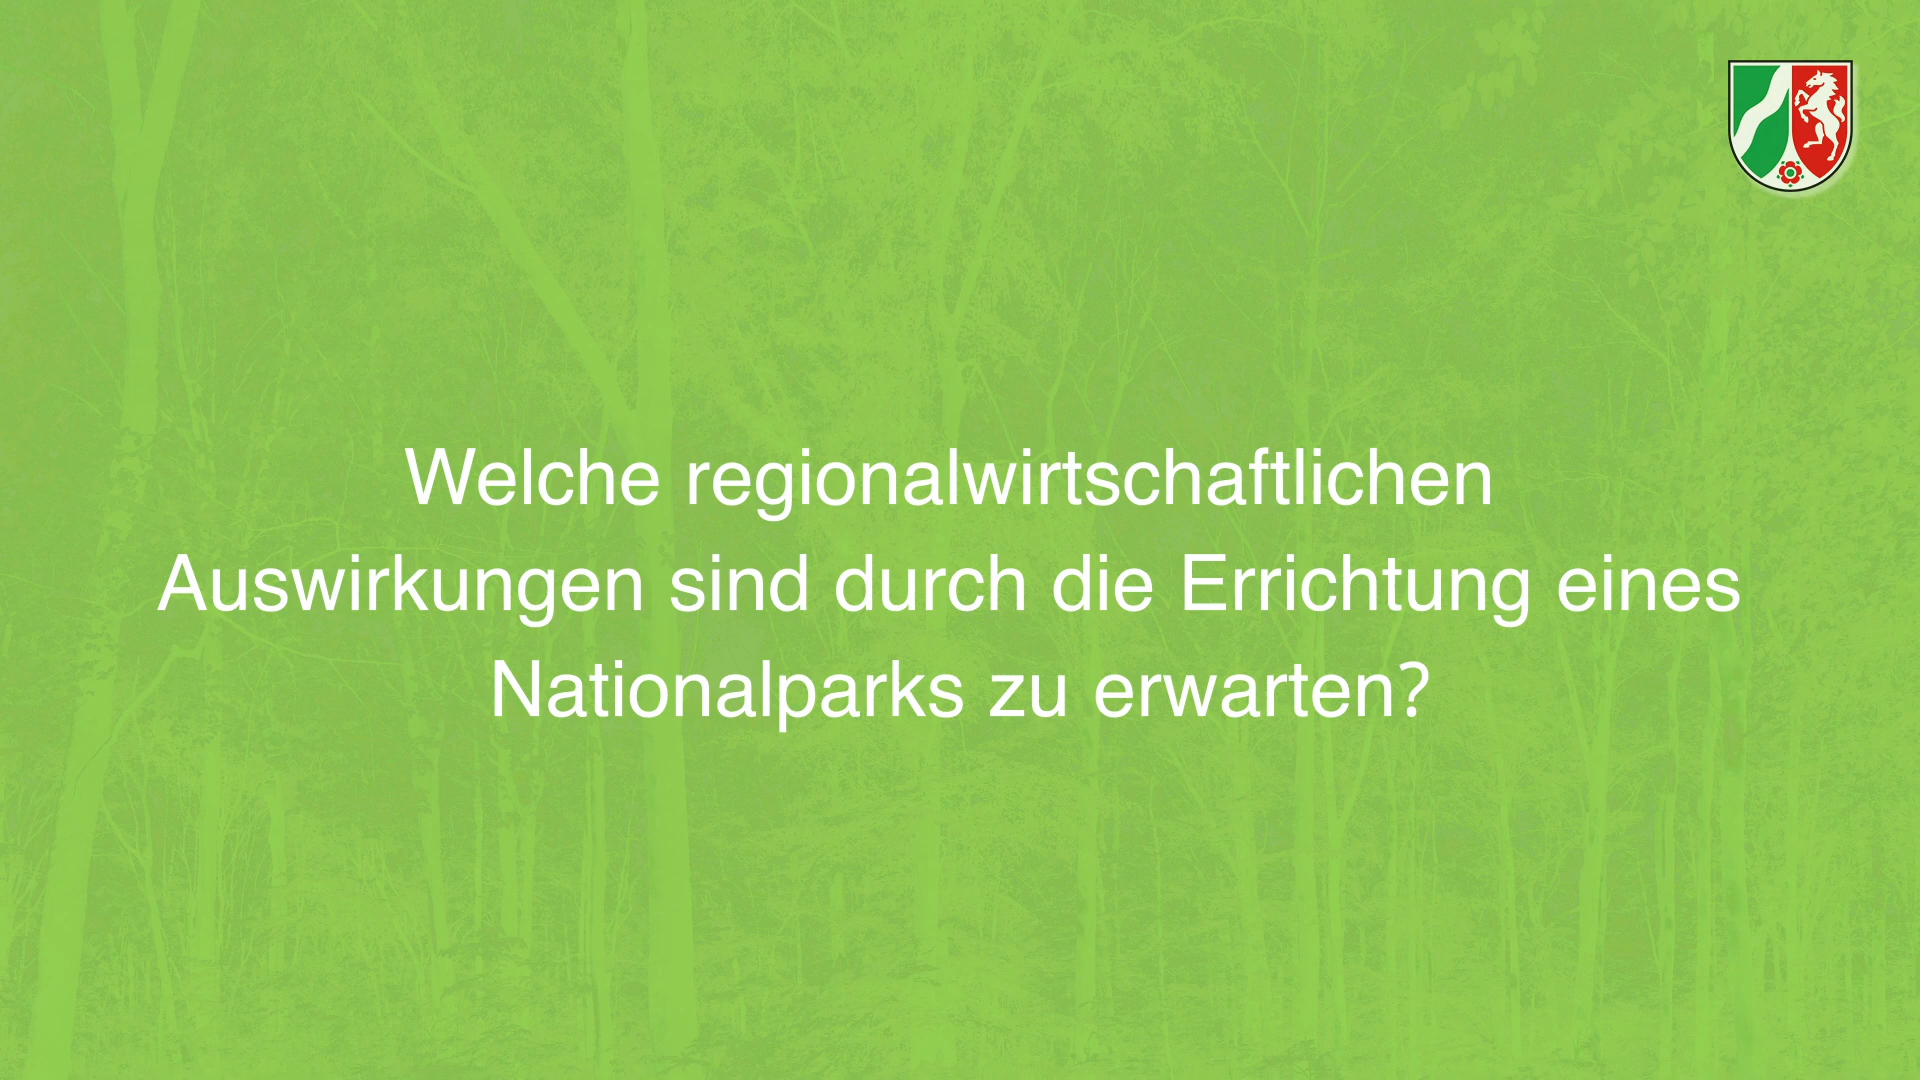 Welche regionalwirtschaftlichen
Auswirkungen sind durch die Errichtung eines
Nationalparks zu erwarten?